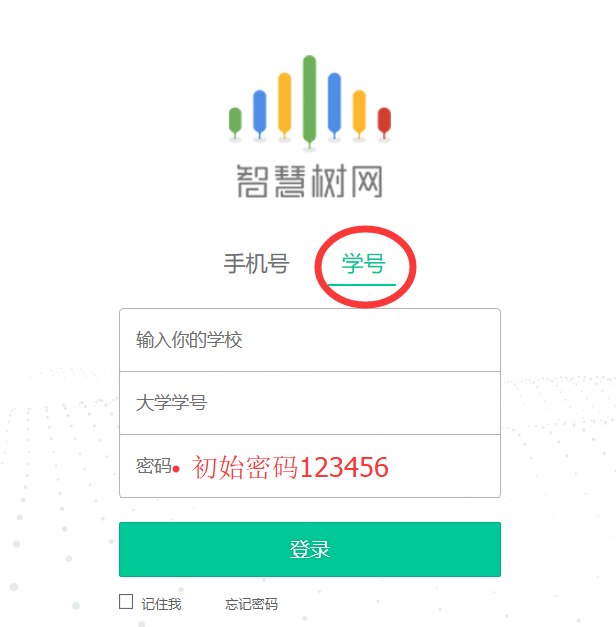 智慧树网
手机号 学号
输入你的学校
大学学号
密码 初始密码123456
登录
记住我 忘记密码